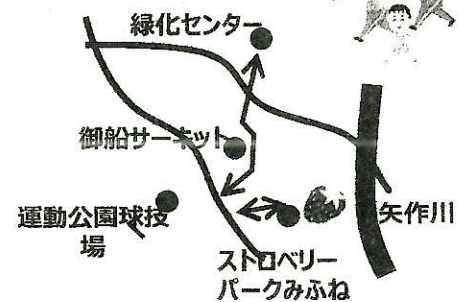 緑化センター
御船サーキット
運動公園球技
場
矢作川
ストロベリー
パークみふね